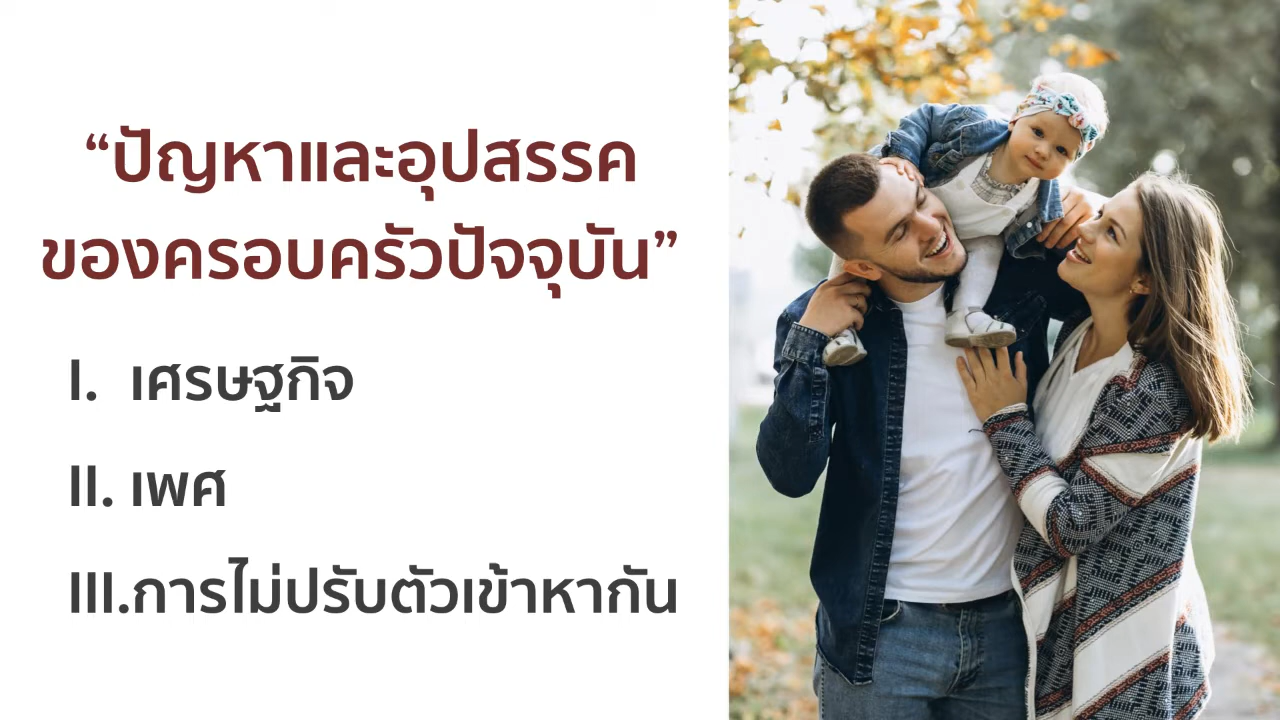 “ปัญหาและอุปสรรค
ของครอบครัวปัจจุบัน”
I. เศรษฐกิจ
II. เพศ
III.การไม่ปรับตัวเข้าหากัน